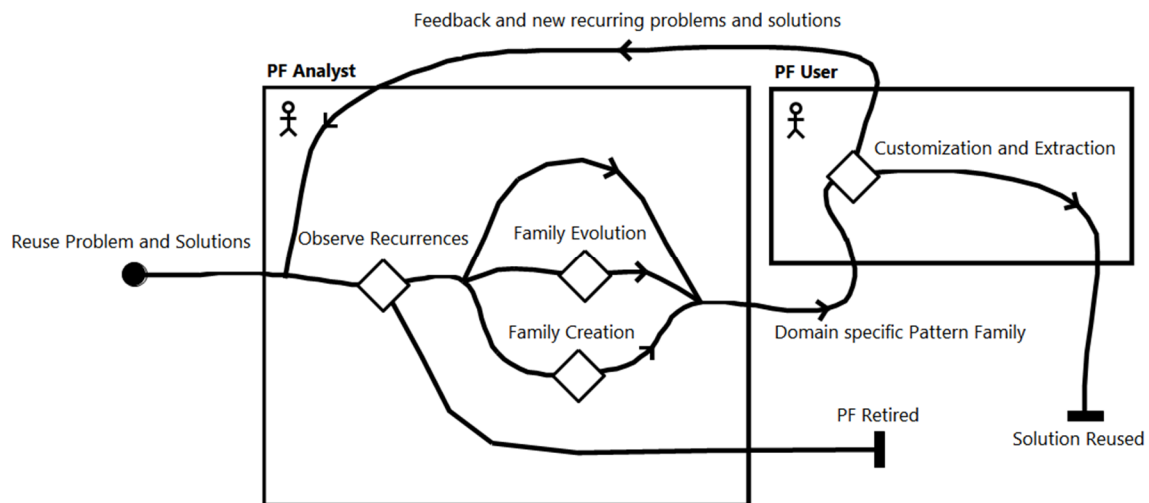 Feedback and new recurring problems and solutions
PF Analyst
PF User
Customization and Extraction
Reuse Problem and Solutions
Observe Recurrences
Family Evolution
Family Creation
Domain specific Pattern Family
PF Retired
Solution Reused